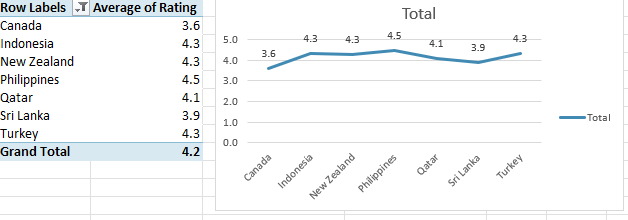 Row Labels Average of Rating
Canada 3.6
Indonesia 4.3
New Zealand 4.3
Philippines 4.5
Qatar 4.1
Sri Lanka 3.9
Turkey 4.3
Grand Total 4.2
Total
5.0
4.0
3.0
2.0
1.0
0.0
3.6 4.3 4.3 4.5 4.1 3.9 4.3
Canada Indonesia New Zealand Philippines Qatar Sri Lanka Turkey
Total